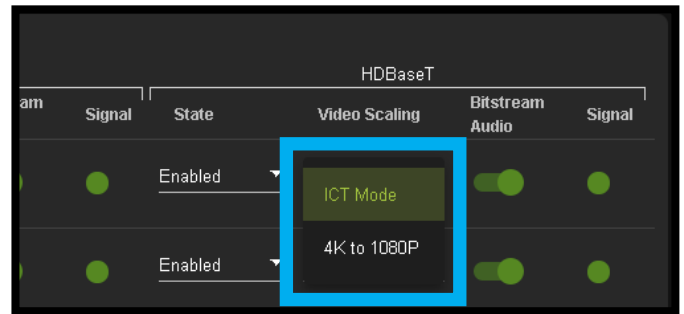 HDBaseT
am Signal State Video Scaling Bitstream Audio Signal
Enabled ICT Mode
Enabled 4K to 1080P